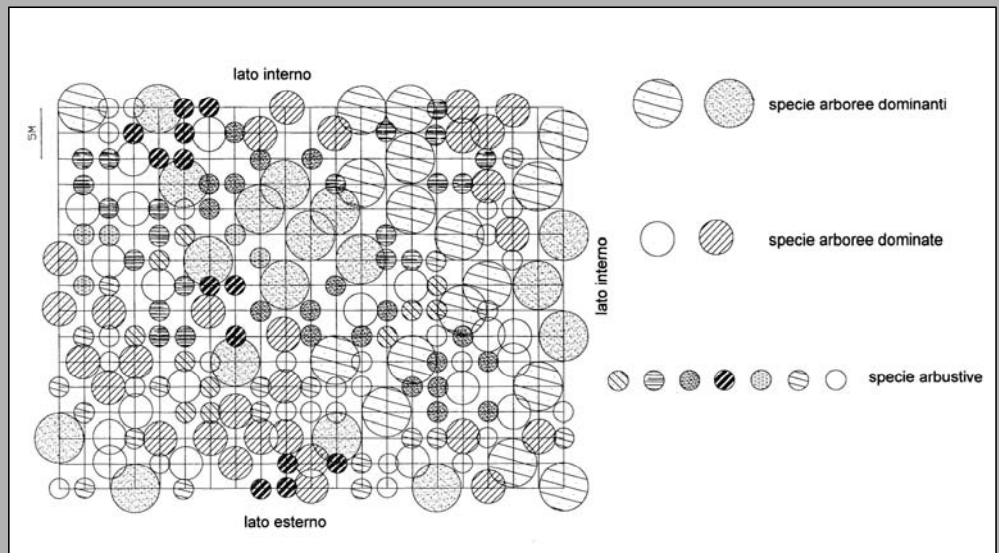 lato interno
5M
specie arboree dominanti
specie arboree dominate
lato interno
specie arbustive
lato esterno